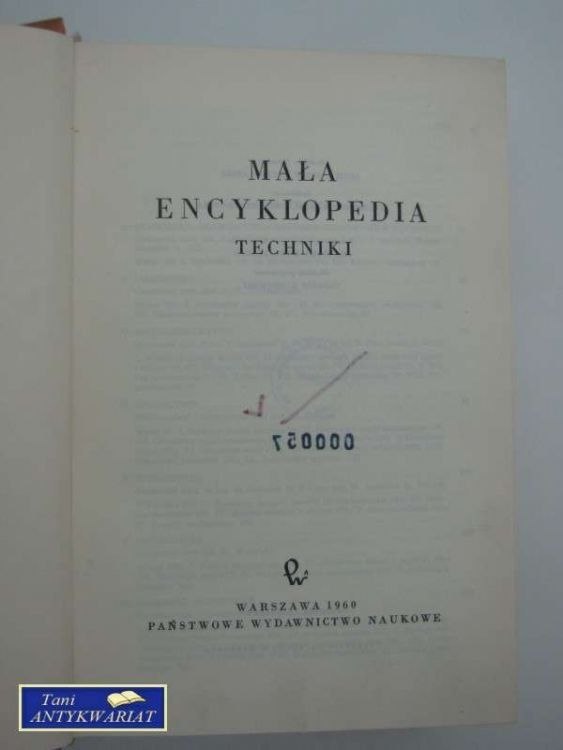 MAŁA
ENCYKLOPEDIA
TECHNIKI
000057
WARSZAWA 1960
PAŃSTWOWE WYDAWNICTWO NAUKOWE
Tani
ANTYKWARIAT